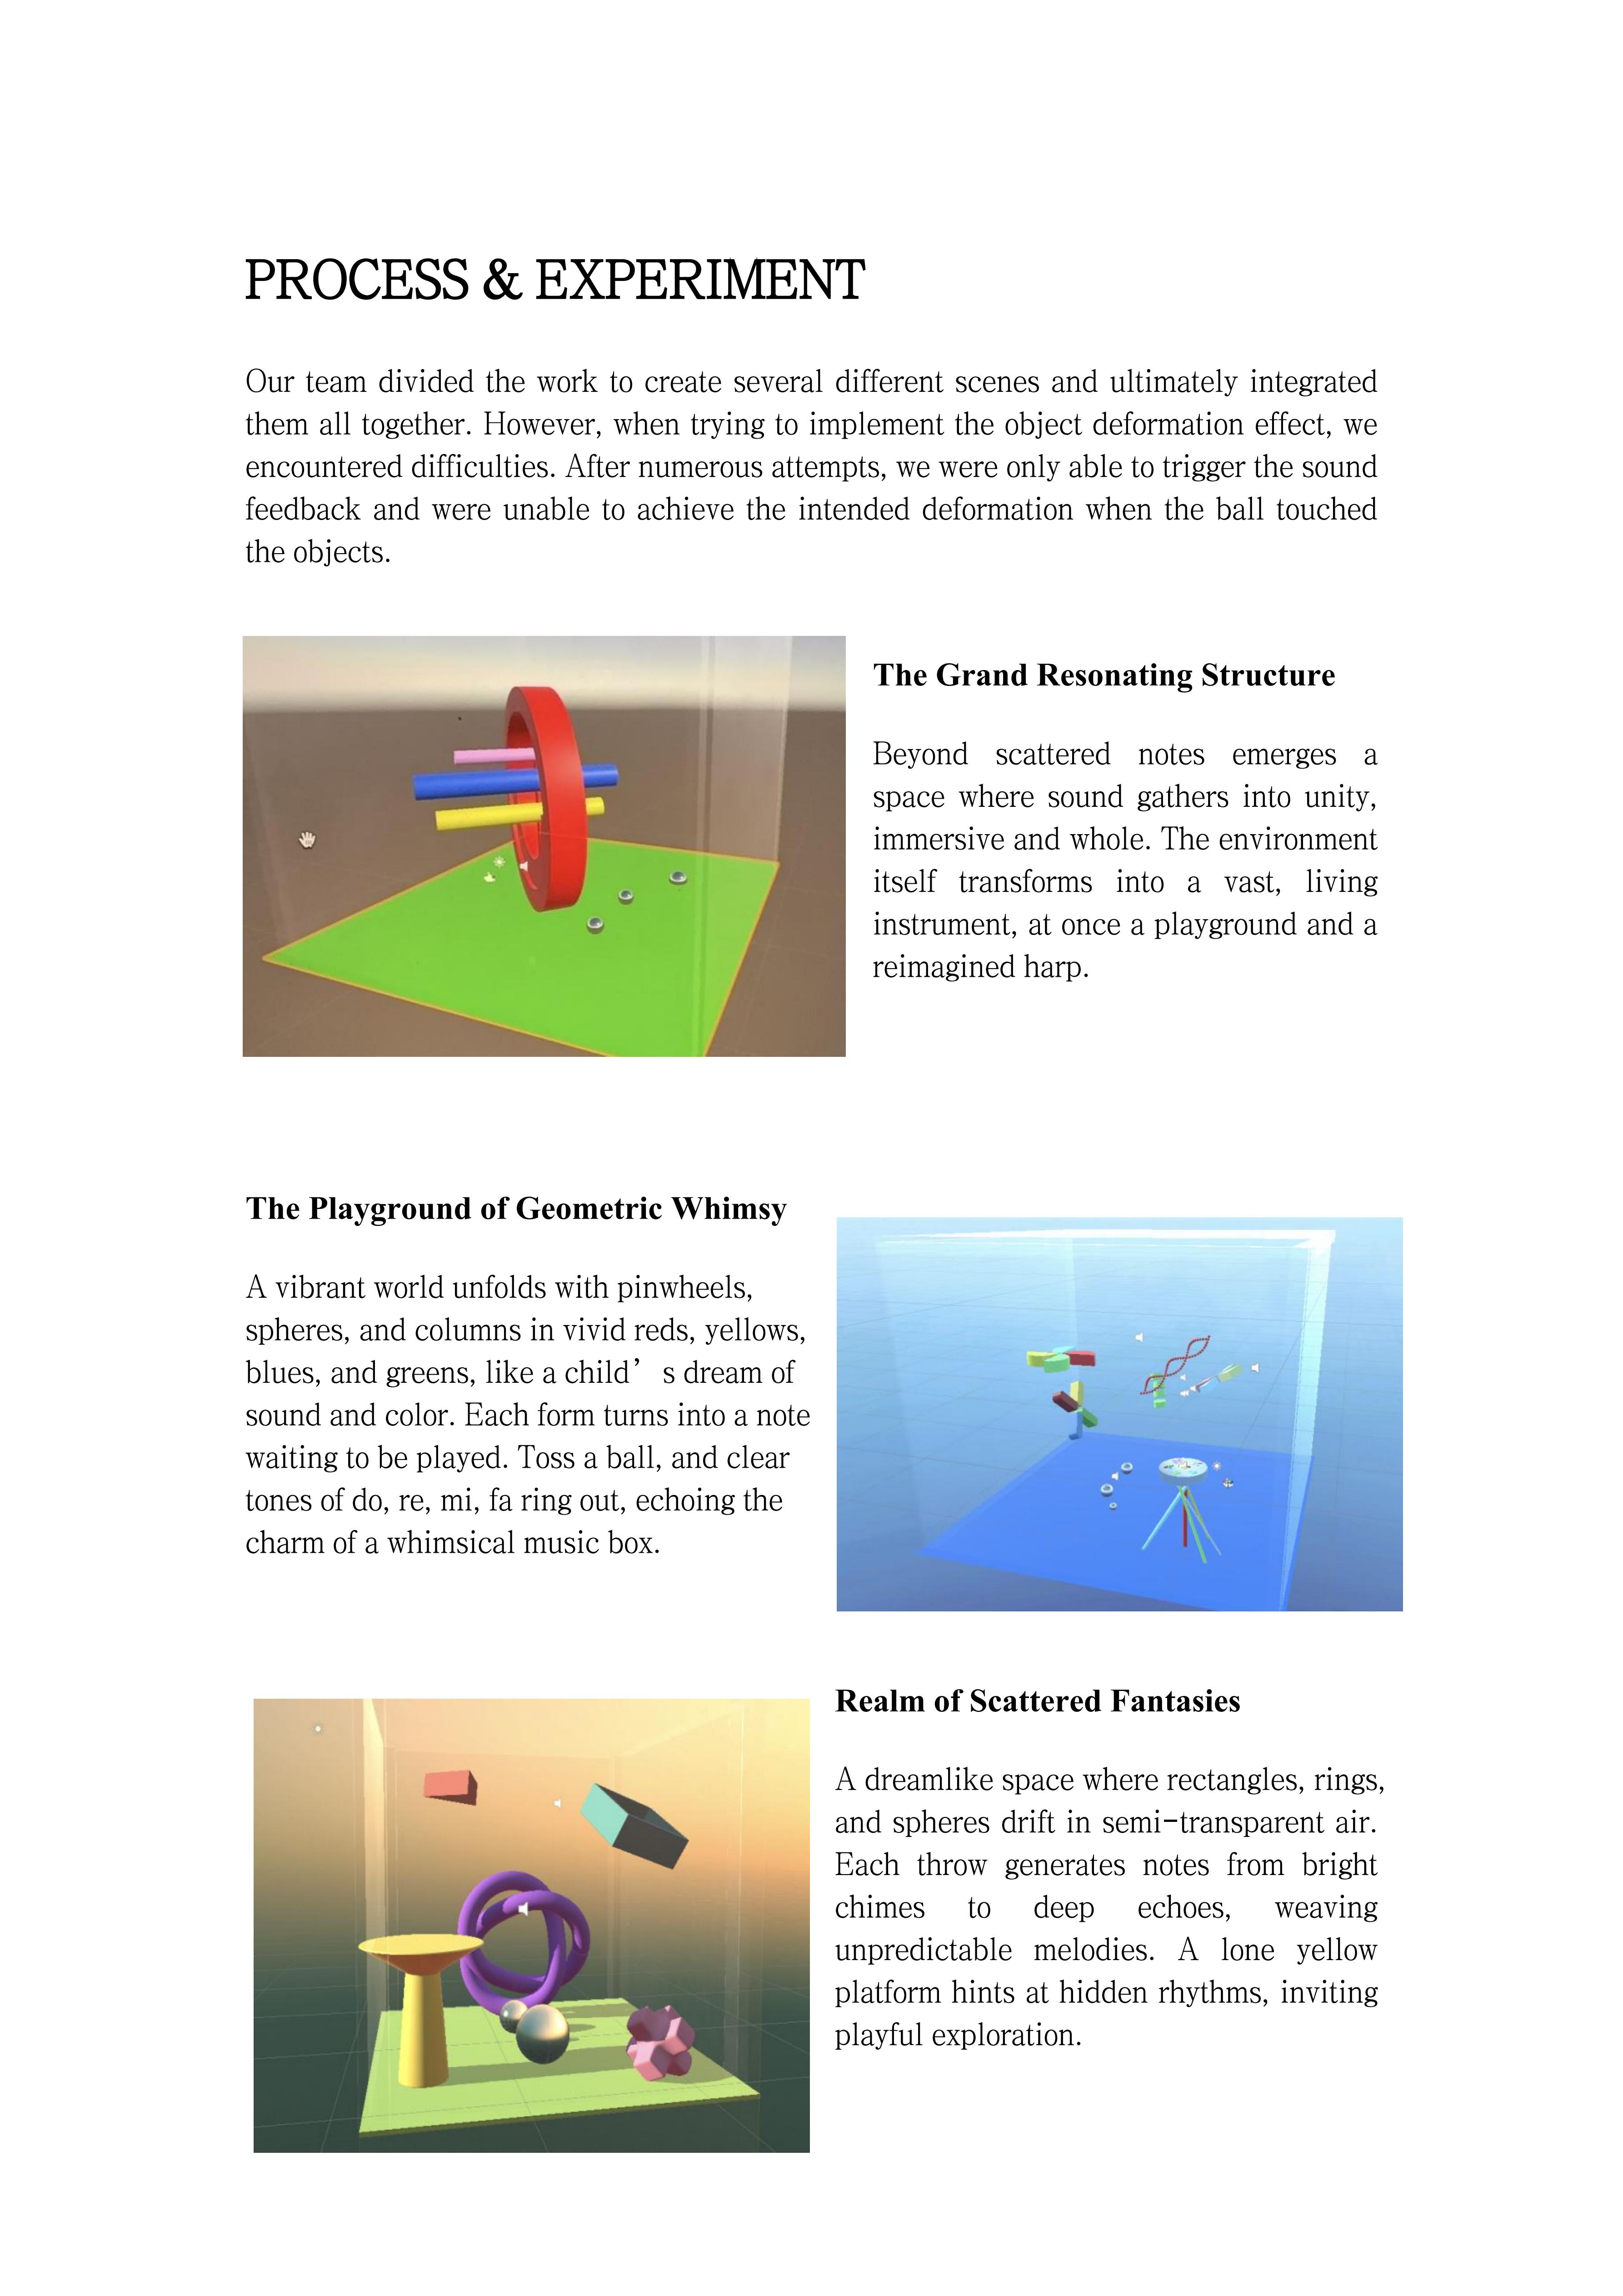 PROCESS & EXPERIMENT
Our team divided the work to create several different scenes and ultimately integrated
them all together. However, when trying to implement the object deformation effect, we
encountered difficulties. After numerous attempts, we were only able to trigger the sound
feedback and were unable to achieve the intended deformation when the ball touched
the objects.
The Grand Resonating Structure
Beyond scattered notes emerges a
space where sound gathers into unity,
immersive and whole. The environment
itself transforms into a vast, living
instrument, at once a playground and a
reimagined harp.
The Playground of Geometric Whimsy
A vibrant world unfolds with pinwheels,
spheres, and columns in vivid reds, yellows,
blues, and greens, like a child’s dream of
sound and color. Each form turns into a note
waiting to be played. Toss a ball, and clear
tones of do, re, mi, fa ring out, echoing the
charm of a whimsical music box.
Realm of Scattered Fantasies
A dreamlike space where rectangles, rings,
and spheres drift in semi-transparent air.
Each throw generates notes from bright
chimes to deep echoes, weaving
unpredictable melodies. A lone yellow
platform hints at hidden rhythms, inviting
playful exploration.